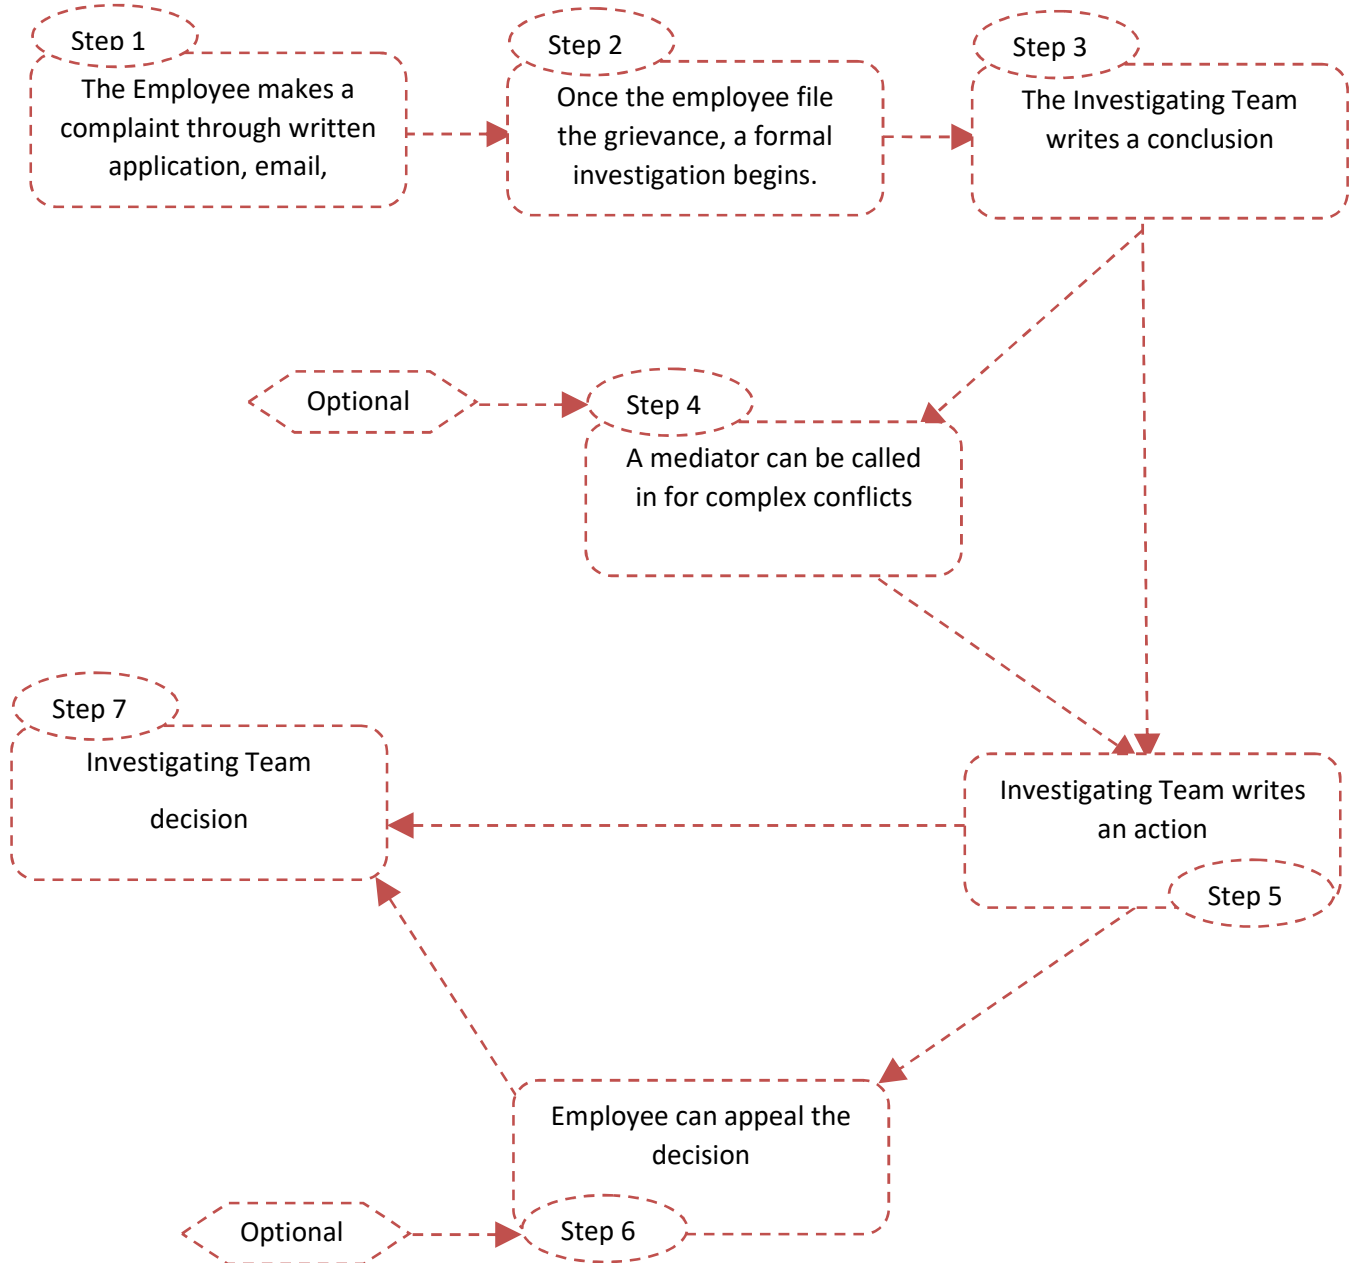 Step 1
The Employee makes a
complaint through written
application, email,
Step 2
Once the employee file
the grievance, a formal
investigation begins.
Step 3
The Investigating Team
writes a conclusion
Optional
Step 4
A mediator can be called
in for complex conflicts
Step 7
Investigating Team
decision
Investigating Team writes
an action
Step 5
Employee can appeal the
decision
Optional
Step 6